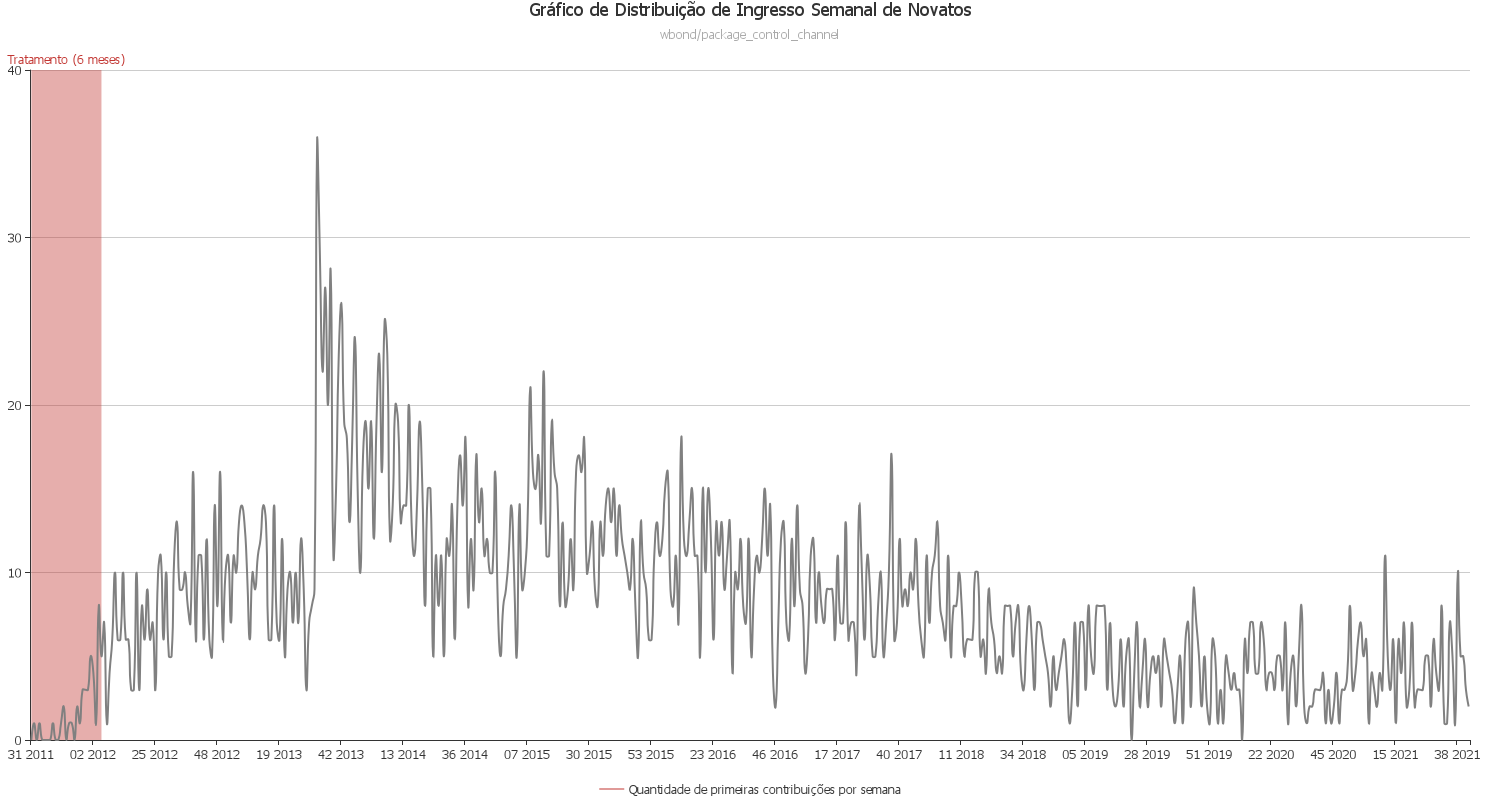 Gráfico de Distribuição de Ingresso Semanal de Novatos
wbond/package_control_channel
Tratamento (6 meses)
40
30
20
10
0
31 2011 02 2012 25 2012 48 2012 19 2013 42 2013 13 2014 36 2014 07 2015 30 2015 53 2015 23 2016 46 2016 17 2017 40 2017 11 2018 34 2018 05 2019 28 2019 51 2019 22 2020 45 2020 15 2021 38 2021
Quantidade de primeiras contribuições por semana